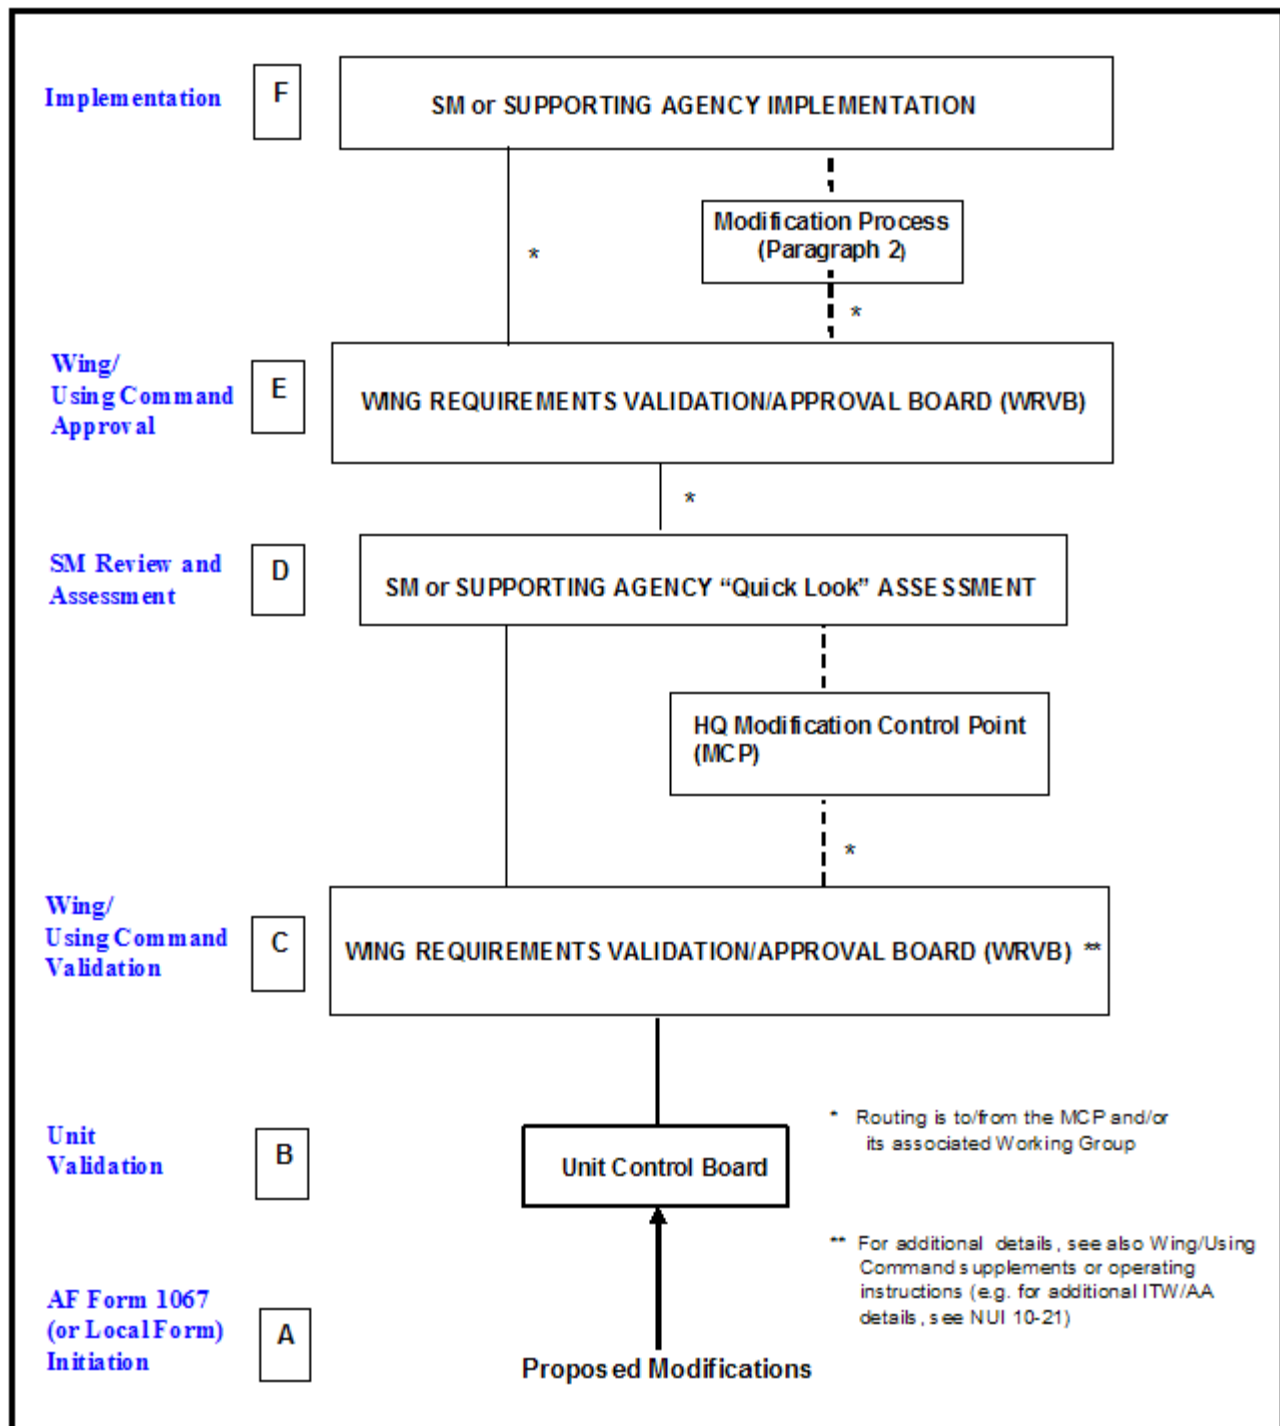 Implementation
F
SM or SUPPORTING AGENCY IMPLEMENTATION
Modification Process
(Paragraph 2)
*
*
Wing/
Using Command
Approval
E
WING REQUIREMENTS VALIDATION/APPROVAL BOARD (WRVB)
*
SM Review and
Assessment
D
SM or SUPPORTING AGENCY “Quick Look” ASSESSMENT
HQ Modification Control Point
(MCP)
*
Wing/
Using Command
Validation
C
WING REQUIREMENTS VALIDATION/APPROVAL BOARD (WRVB) **
Unit
Validation
B
Unit Control Board
* Routing is to/from the MCP and/or
its associated Working Group
** For additional details, see also Wing/Using
Command supplements or operating
instructions (e.g. for additional ITW/AA
details, see NUI 10-21)
AF Form 1067
(or Local Form)
Initiation
A
Proposed Modifications